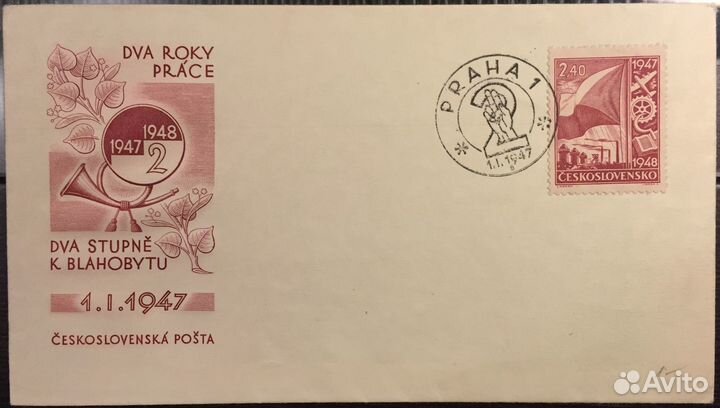 DVA ROKY
PRÁCE
1948
1947
2
DVA STUPNĚ
K BLAHOBYTU
1.I.1947
ČESKOSLOVENSKÁ POŠTA
PRAHA 1
2
* 1.I.1947 *
2,40
1947
1948
ČESKOSLOVENSKO
Avito